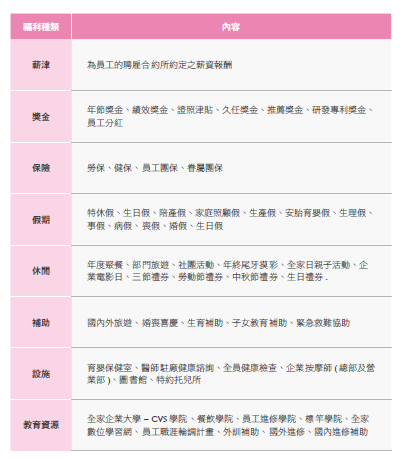 福利種類 內容
薪津 為員工的聘雇合約所約定之薪資報酬
獎金 年節獎金、績效獎金、證照津貼、久任獎金、推薦獎金、研發專利獎金、
員工分紅
保險 勞保、健保、員工團保、眷屬團保
假期 特休假、生日假、陪產假、家庭照顧假、生產假、安胎育嬰假、生理假、
事假、病假、喪假、婚假、生日假
休閒 年度聚餐、部門旅遊、社團活動、年終尾牙摸彩、全家日親子活動、企
業電影日、三節禮券、勞動節禮券、中秋節禮券、生日禮券 .
補助 國內外旅遊、婚喪喜慶、生育補助、子女教育補助、緊急救難協助
設施 育嬰保健室、醫師駐廠健康諮詢、全員健康檢查、企業按摩師 ( 總部及營
業部 )、圖書館、特約托兒所
教育資源 全家企業大學 – CVS 學院、餐飲學院、員工進修學院、標竿學院、全家
數位學習網、員工職涯輪調計畫、外訓補助、國外進修、國內進修補助